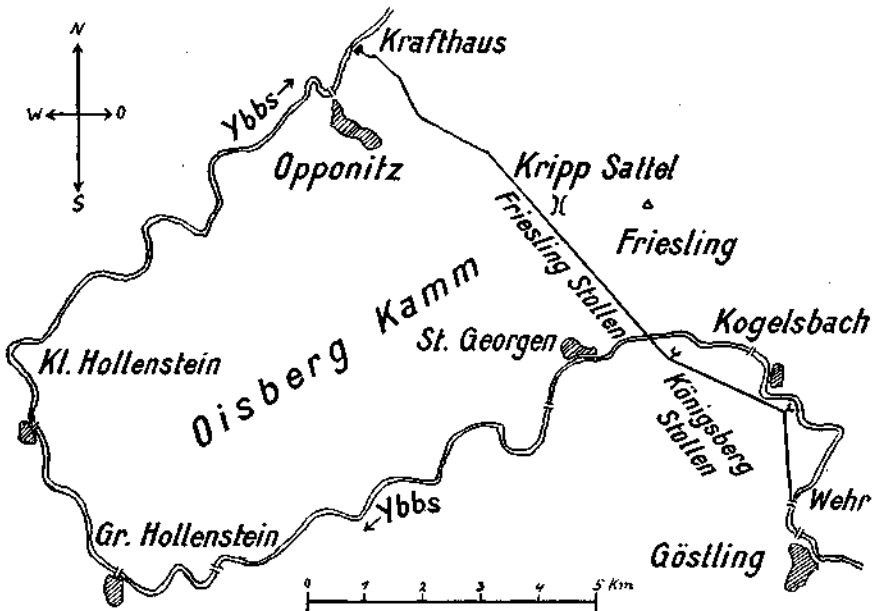 N
W O
S
Krafthaus
Ybbs
Opponitz
Kripp Sattel
Friesling Stollen
Friesling
Oisberg Kamm
St. Georgen
Kogelsbach
Kl. Hollenstein
Königsberg
Stollen
Ybbs
Wehr
Gr. Hollenstein
Göstling
0 1 2 3 4 5 Km